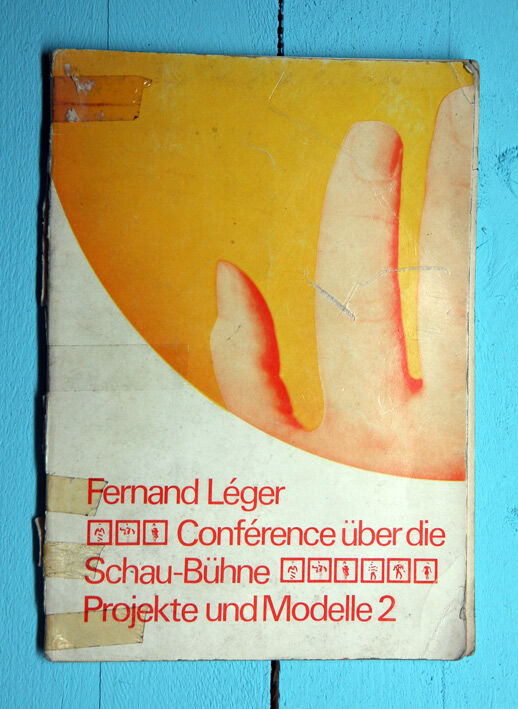 Fernand Léger
Conférence über die
Schau-Bühne
Projekte und Modelle 2